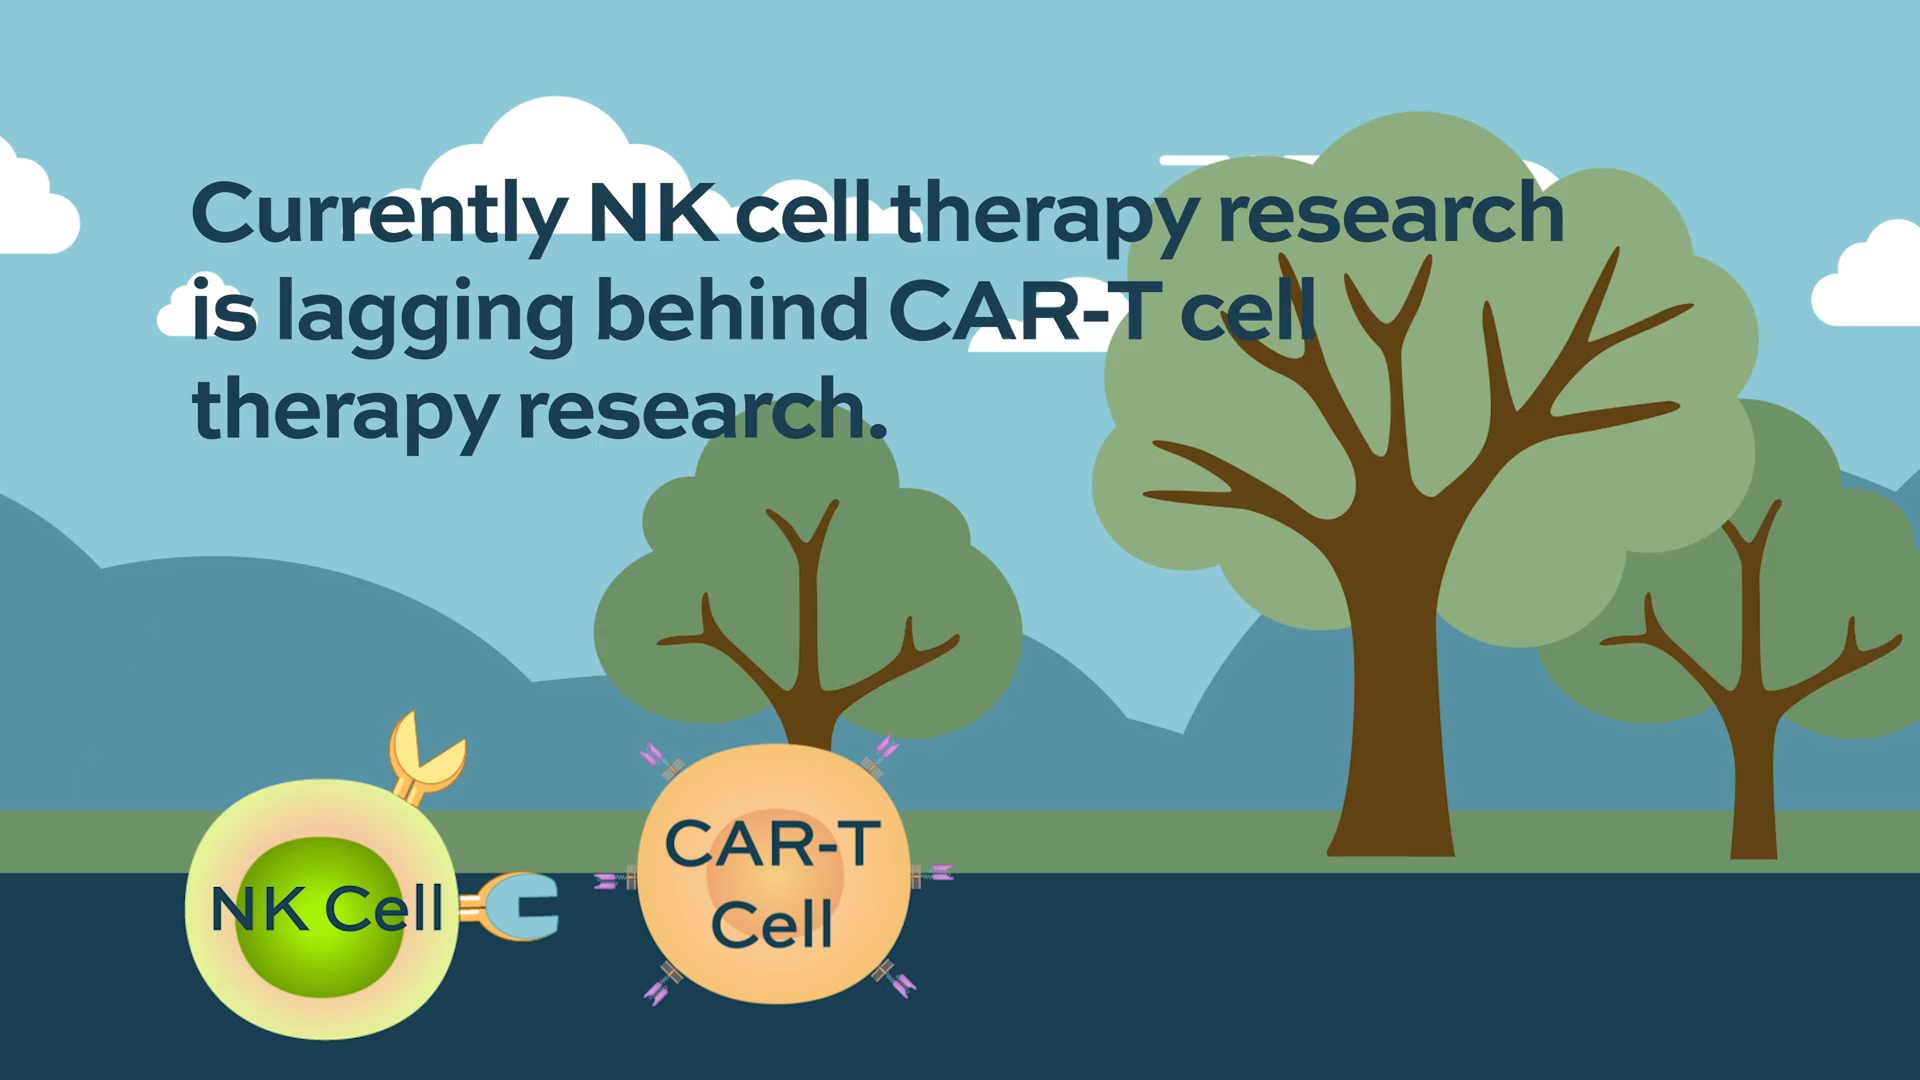 Currently NK cell therapy research
is lagging behind CAR-T cell
therapy research.
NK Cell
CAR-T
Cell